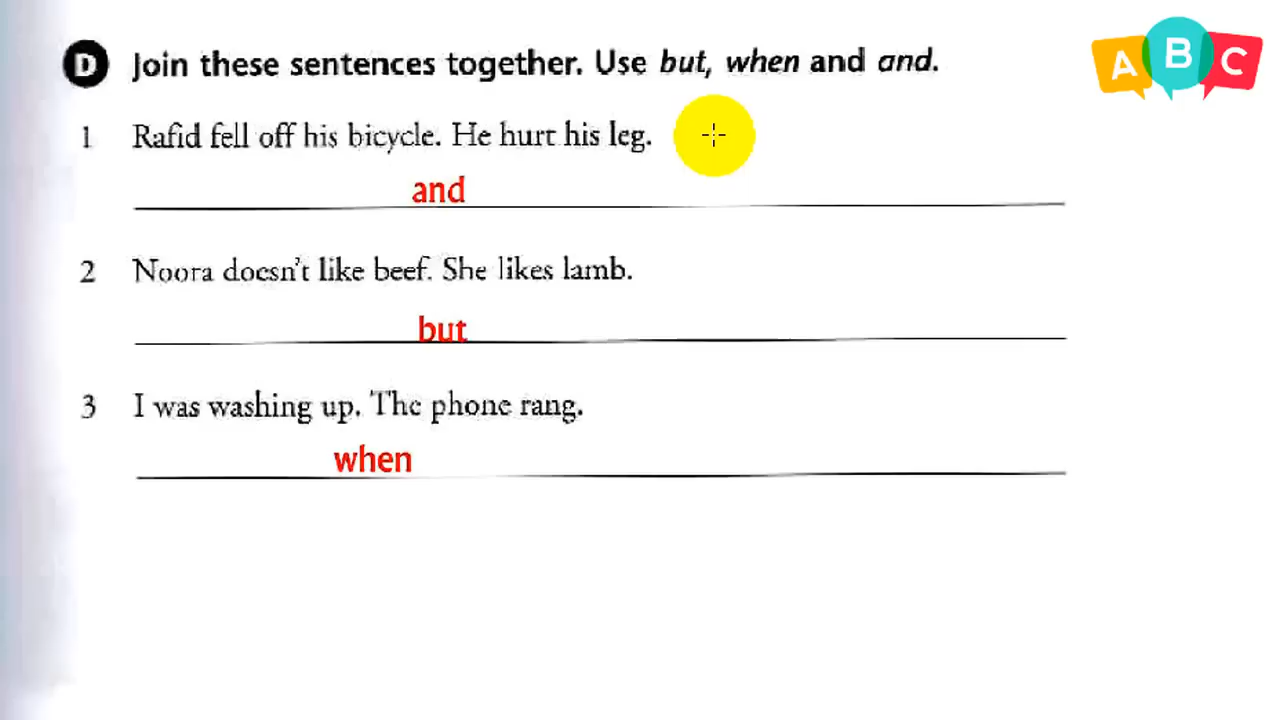 D Join these sentences together. Use but, when and and.
A B C
1 Rafid fell off his bicycle. He hurt his leg.
and
2 Noora doesn't like beef. She likes lamb.
but
3 I was washing up. The phone rang.
when